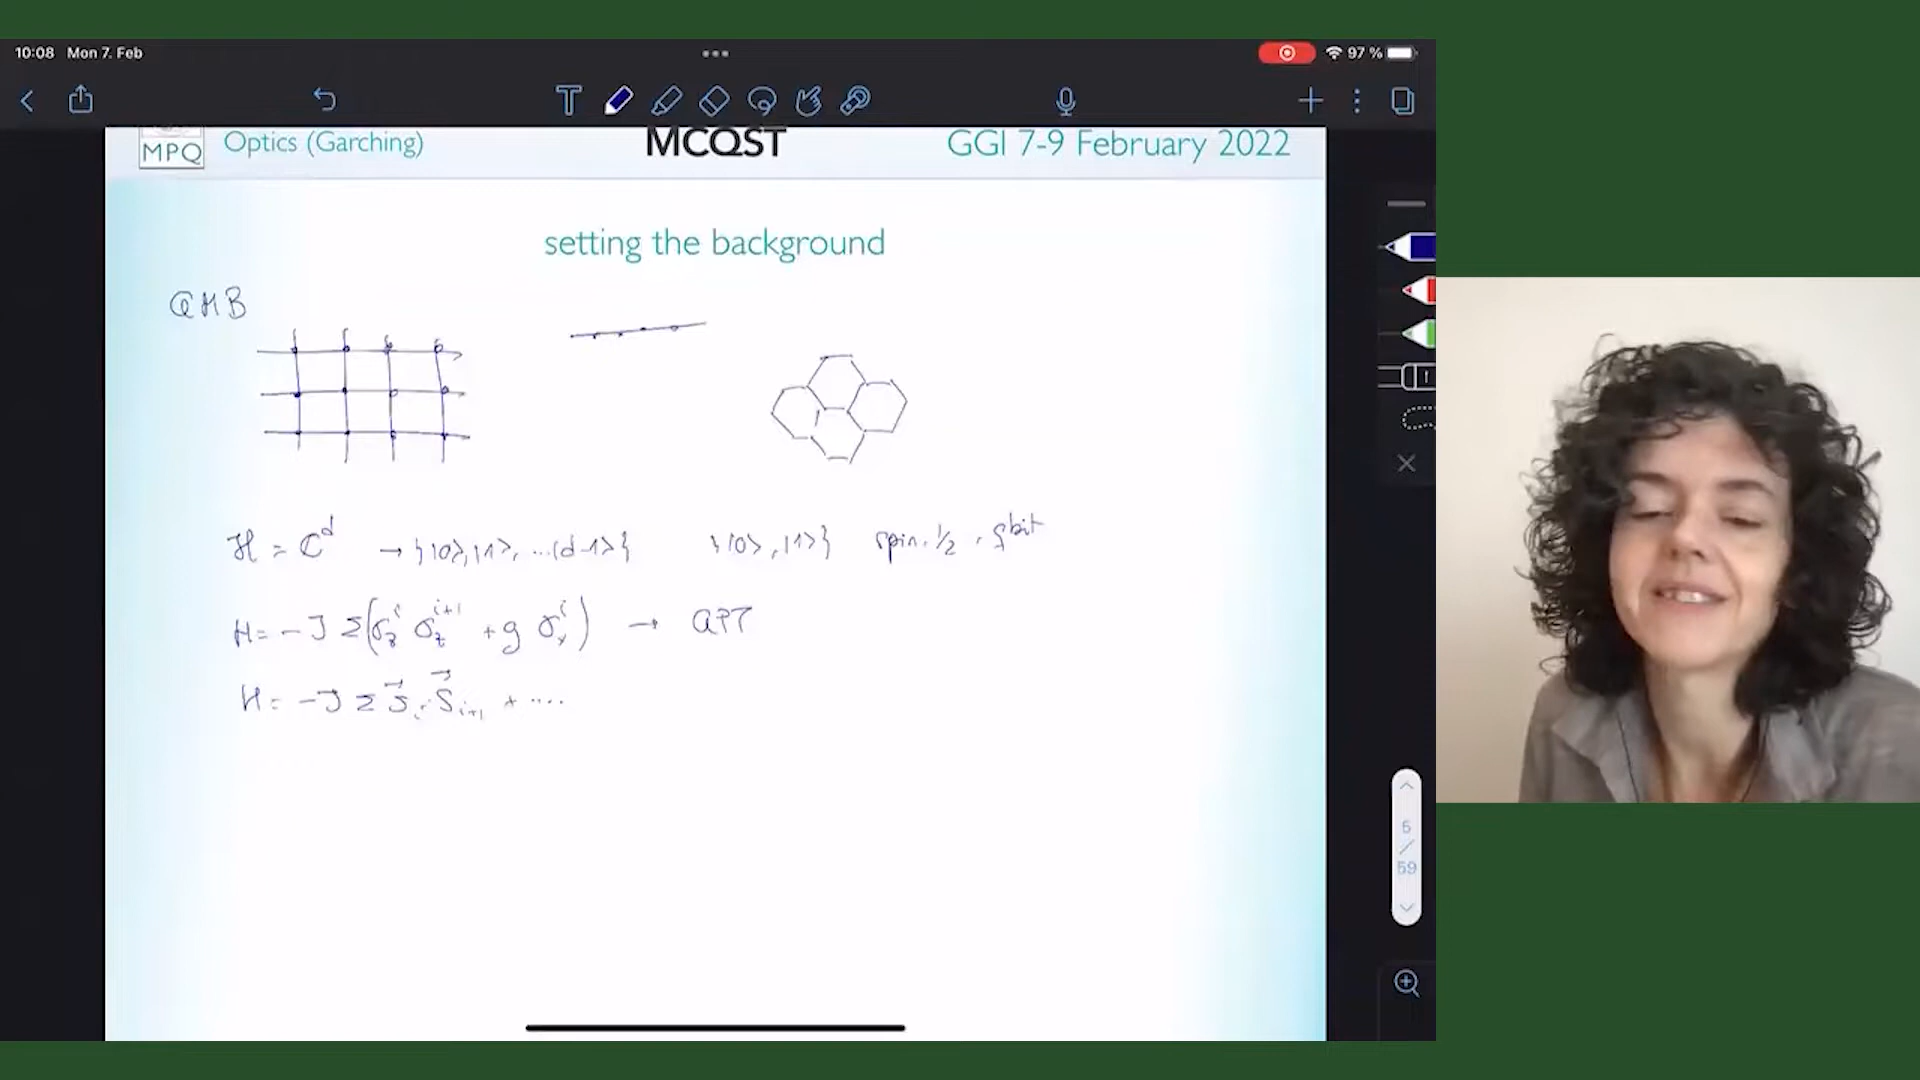 10:08 Mon 7. Feb
97 %
MPQ Optics (Garching) MCQST GGI 7-9 February 2022
setting the background
QMB
ℋ = ℂ^d → {|0⟩,|1⟩, ...|d-1⟩} {|0⟩, |1⟩} spin. 1/2 . qbit
H = -J Σ(σ_z^i σ_z^{i+1} + g σ_x^i) → QPT
H = -J Σ S⃗_i · S⃗_{i+1} + ....
5
/
59